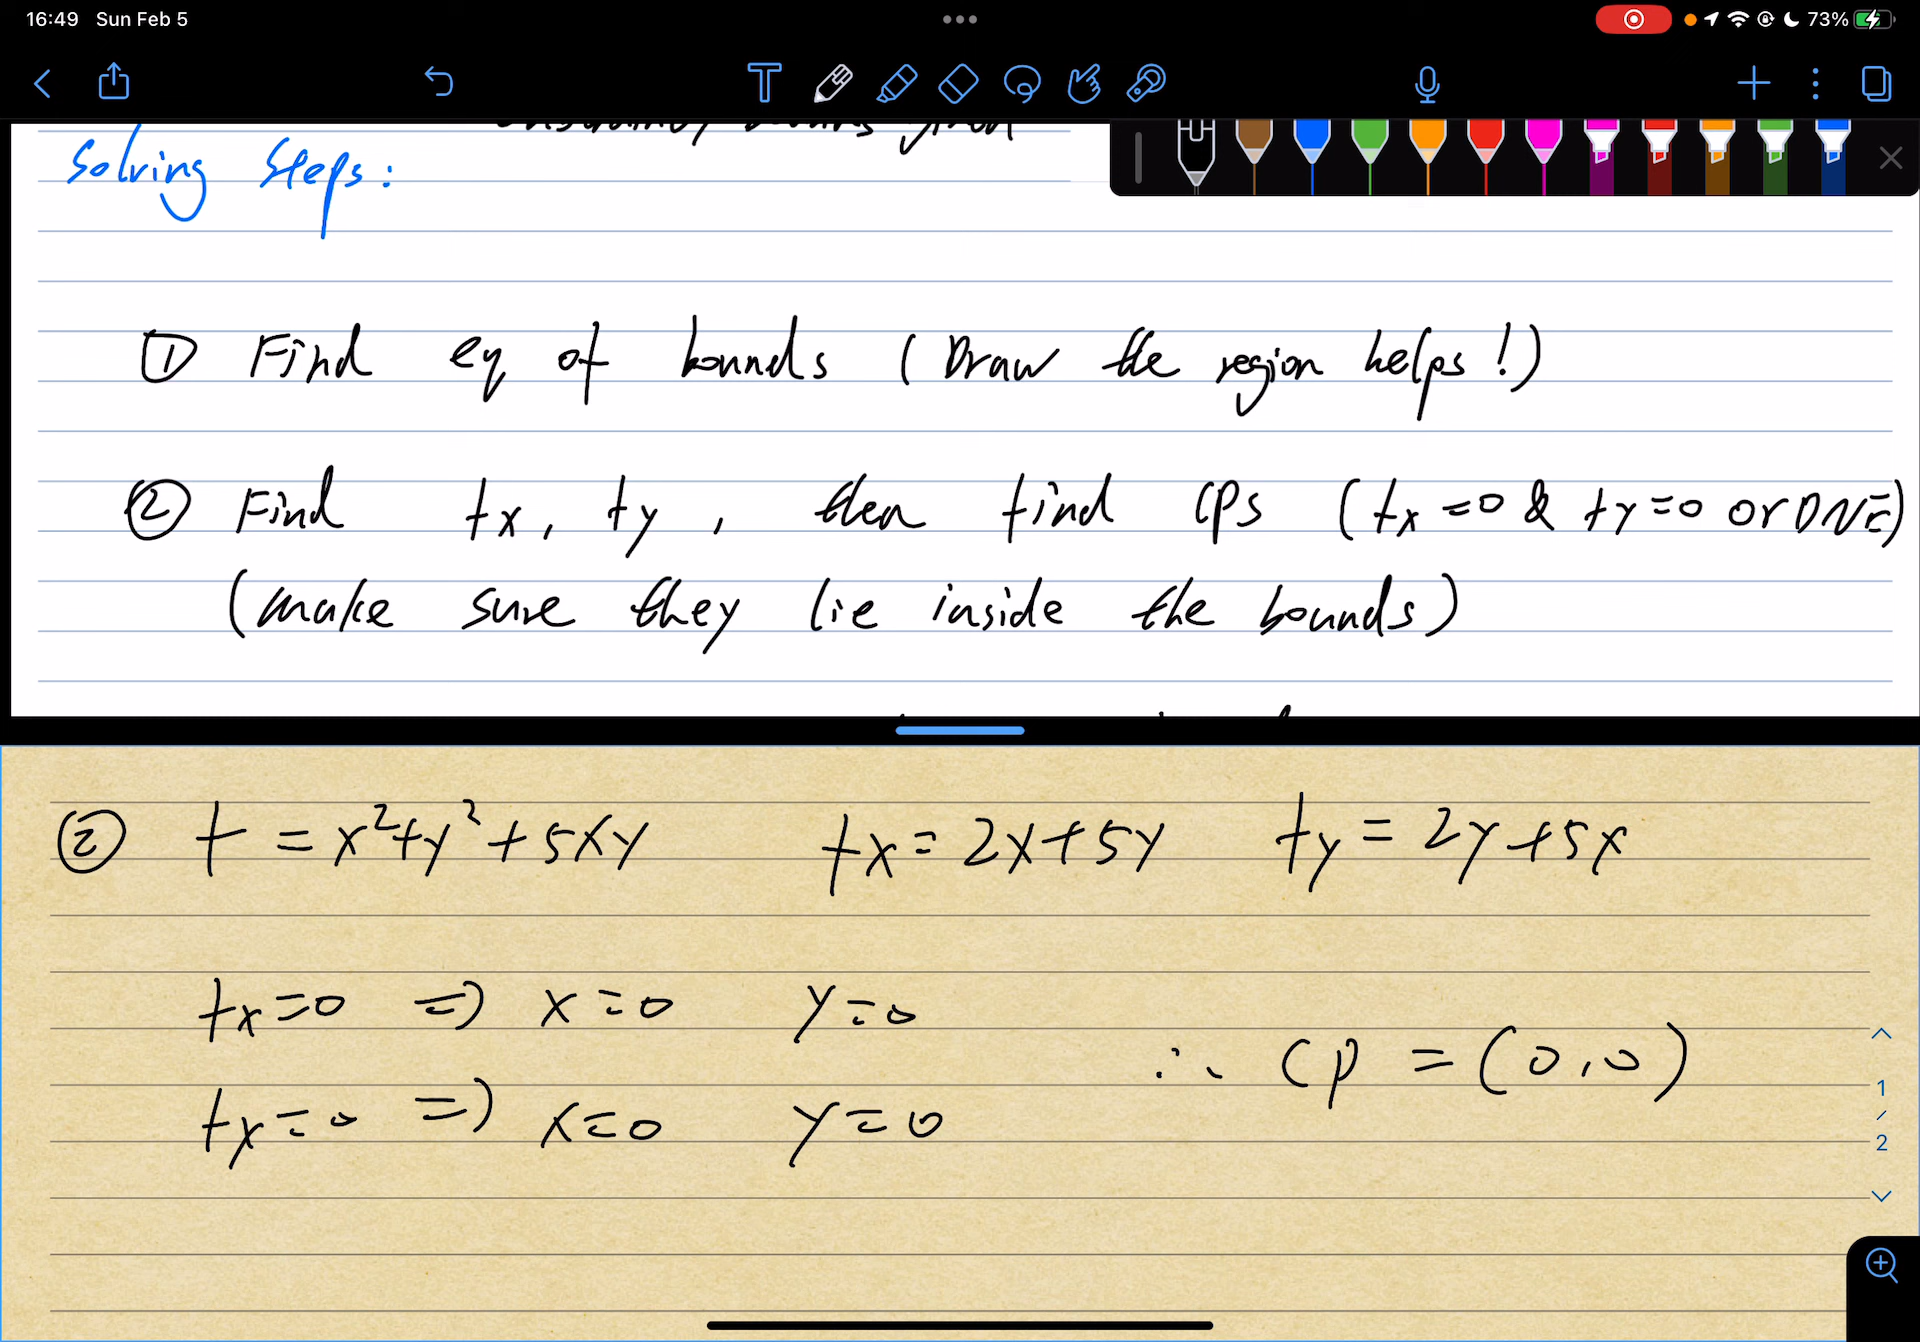 16:49 Sun Feb 5
73%
Solving Steps:
① Find eq of bounds (Draw the region helps!)
② Find fx, fy, then find CPs (fx=0 & fy=0 or DNE)
(make sure they lie inside the bounds)
② f = x²+y²+5xy fx= 2x+5y fy= 2y+5x
fx=0 => x=0 y=0
∴ CP = (0,0)
fx=0 => x=0 y=0
1
/
2